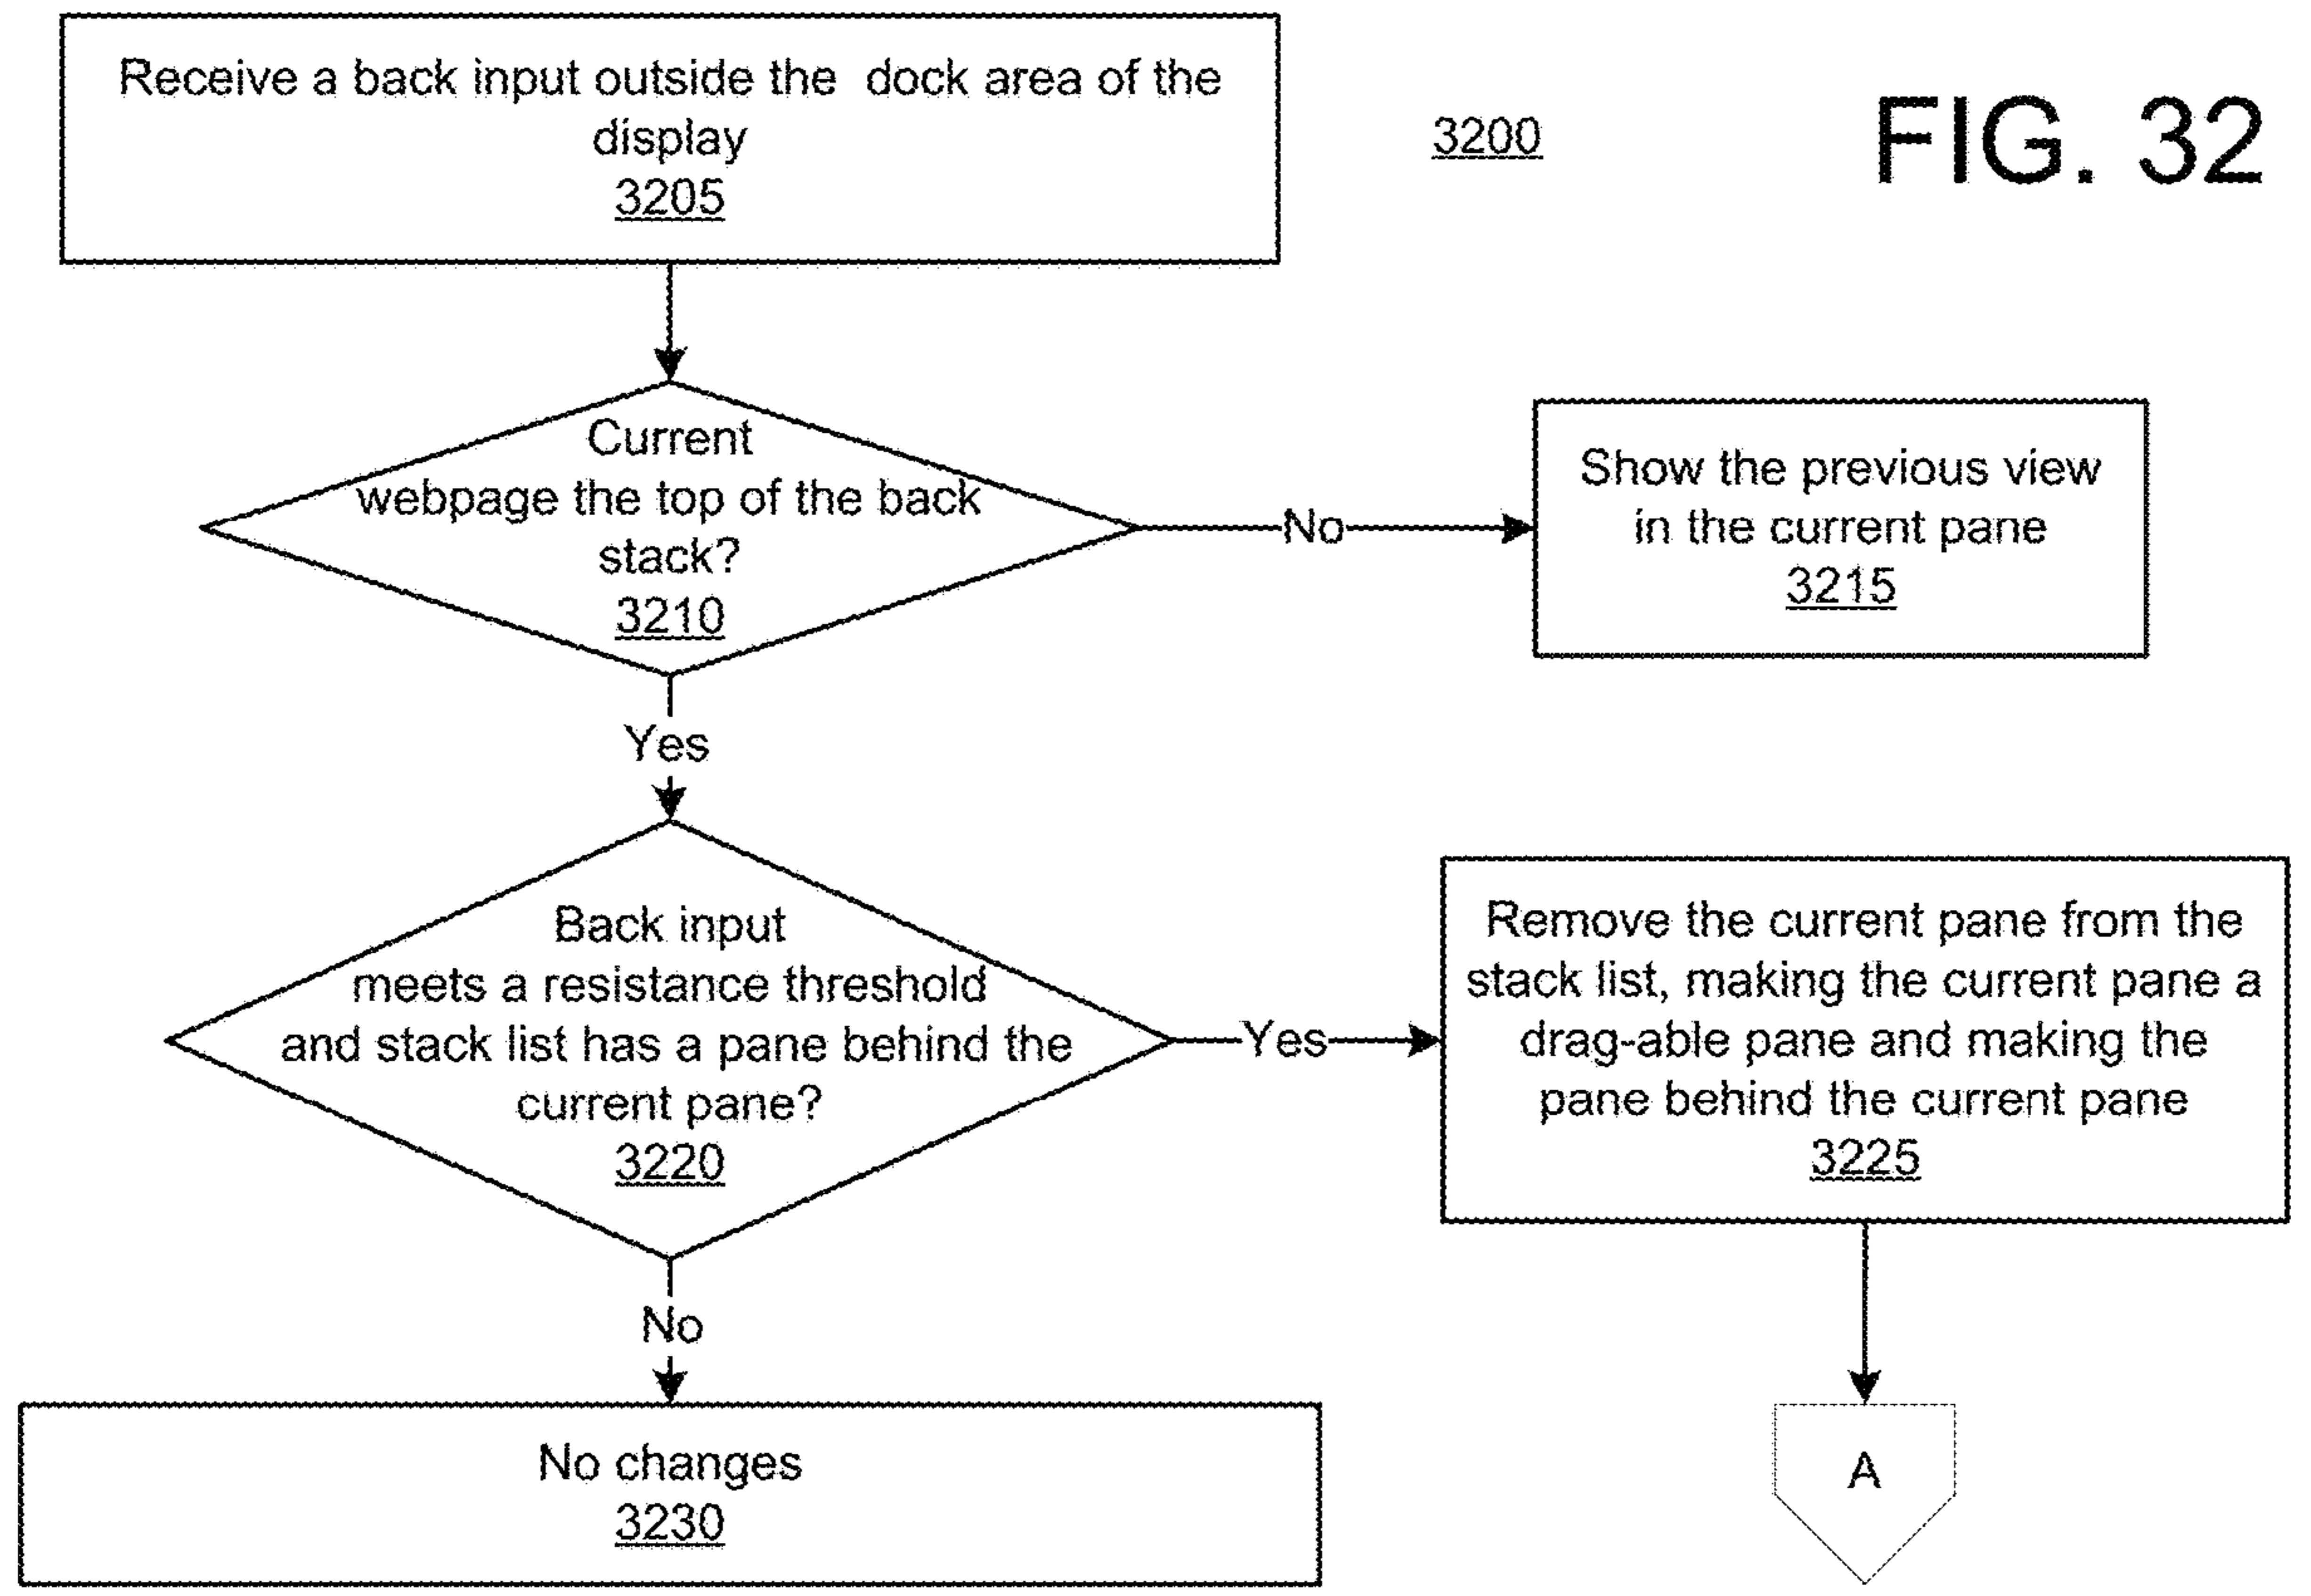 Receive a back input outside the dock area of the
display
3205
3200
FIG. 32
Current
webpage the top of the back
stack?
3210
No
Show the previous view
in the current pane
3215
Yes
Back input
meets a resistance threshold
and stack list has a pane behind the
current pane?
3220
Yes
Remove the current pane from the
stack list, making the current pane a
drag-able pane and making the
pane behind the current pane
3225
No
No changes
3230
A